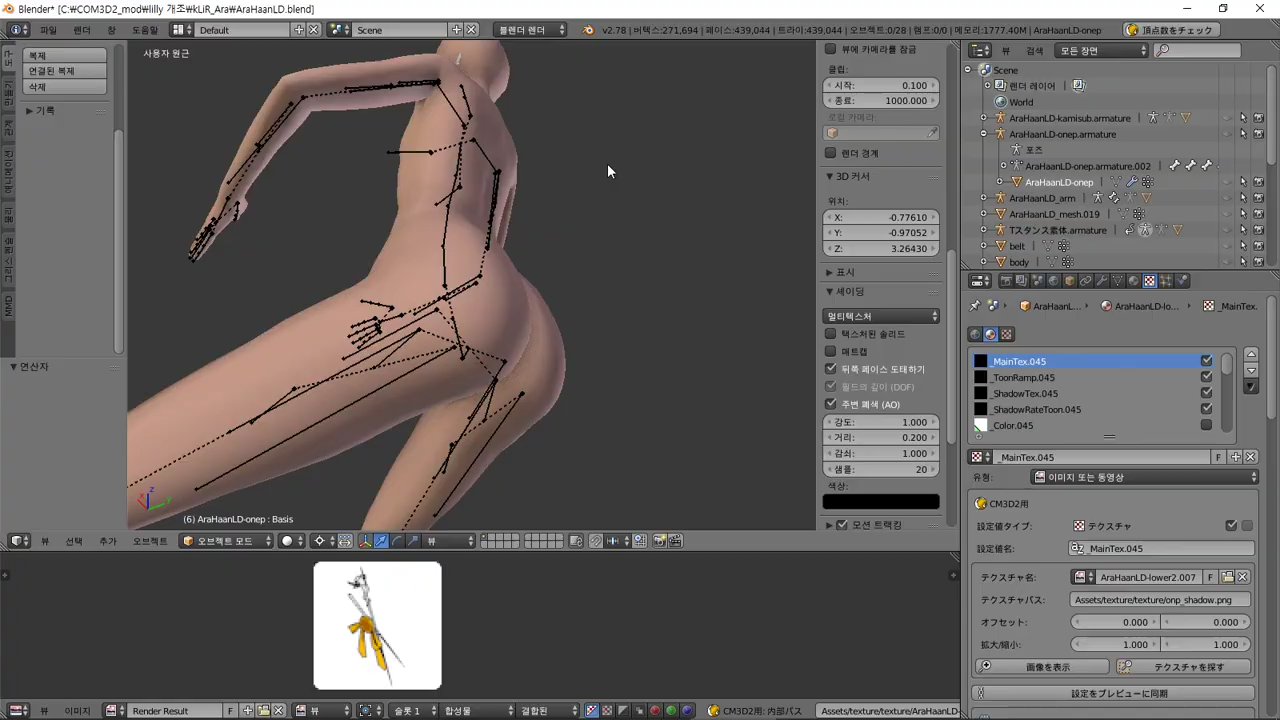 Blender* [C:￦COM3D2_mod￦lilly 개조￦kLiR_Ara￦AraHaanLD.blend]
파일 렌더 창 도움말 Default Scene 블렌더 렌더 v2.78 | 버텍스:271,694 | 페이스:439,044 | 트라이:439,044 | 오브젝트:0/28 | 램프:0/0 | 메모리:1777.40M | AraHaanLD-onep 頂点数をチェック
복제
연결된 복제
삭제
기록
연산자
MMD
사용자 원근
(6) AraHaanLD-onep : Basis
뷰에 카메라를 잠금
클립:
시작: 0.100
종료: 1000.000
로컬 카메라
렌더 경계
3D 커서
위치:
X: -0.77610
Y: -0.97052
Z: 3.26430
표시
셰이딩
멀티텍스처
텍스처된 솔리드
매트캡
뒤쪽 페이스 도태하기
필드의 깊이 (DOF)
주변 폐색 (AO)
강도: 1.000
거리: 0.200
감쇠: 1.000
샘플: 20
색상:
모션 트랙킹
뷰 선택 추가 오브젝트 오브젝트 모드 뷰
뷰 검색 모든 장면
Scene
렌더 레이어
World
AraHaanLD-kamisub.armature
AraHaanLD-onep.armature
포즈
AraHaanLD-onep.armature.002
AraHaanLD-onep
AraHaanLD_arm
AraHaanLD_mesh.019
Tスタンス素体.armature
belt
body
AraHaanL... AraHaanLD-lo... _MainTex.
_MainTex.045
_ToonRamp.045
_ShadowTex.045
_ShadowRateToon.045
_Color.045
_MainTex.045 F
유형: 이미지 또는 동영상
CM3D2用
設定値タイプ: テクスチャ
設定値名: _MainTex.045
テクスチャ名: AraHaanLD-lower2.007 F
テクスチャパス: Assets/texture/texture/onp_shadow.png
オフセット: 0.000 0.000
拡大/縮小: 1.000 1.000
画像を表示 テクスチャを探す
設定をプレビューに同期
뷰 이미지 Render Result F 뷰 슬롯 1 합성물 결합된 CM3D2用: 内部パス Assets/texture/texture/AraHaanLD-